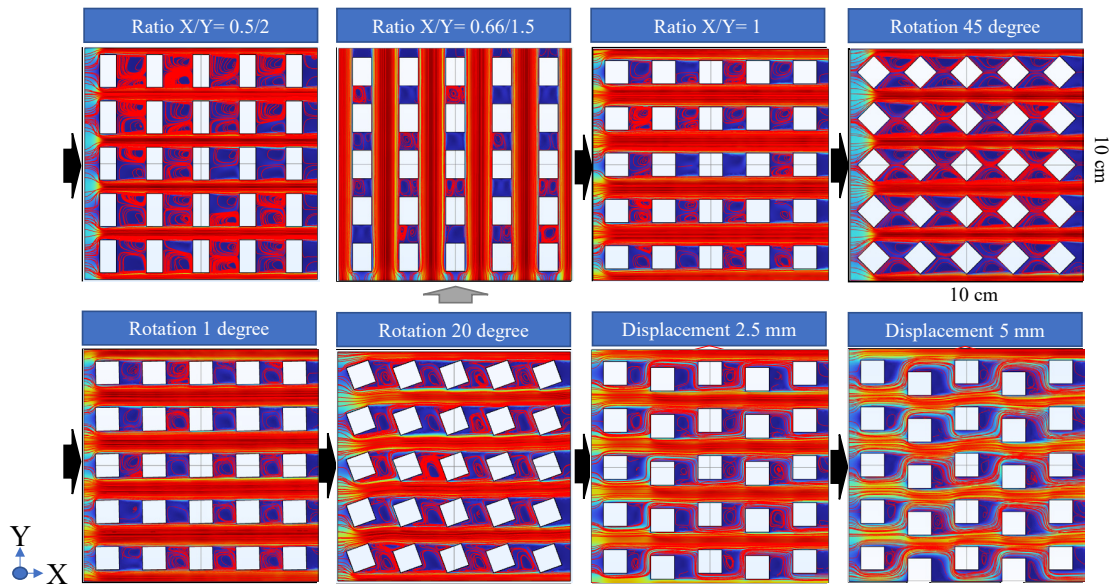 Ratio X/Y= 0.5/2
Ratio X/Y= 0.66/1.5
Ratio X/Y= 1
Rotation 45 degree
10 cm
10 cm
Rotation 1 degree
Rotation 20 degree
Displacement 2.5 mm
Displacement 5 mm
Y
X